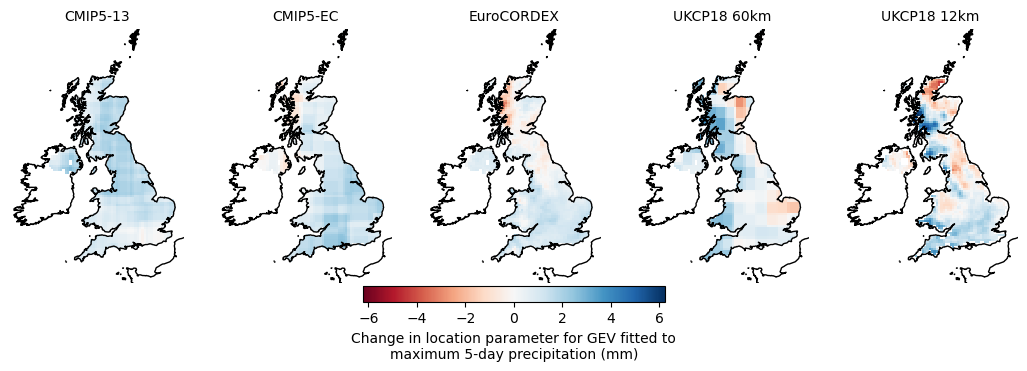 CMIP5-13 CMIP5-EC EuroCORDEX UKCP18 60km UKCP18 12km
−6 −4 −2 0 2 4 6
Change in location parameter for GEV fitted to
maximum 5-day precipitation (mm)